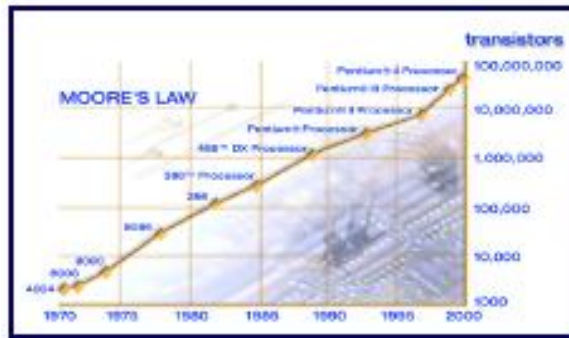 transistors
MOORE'S LAW
Pentium® 4 Processor
100,000,000
Pentium® III Processor
Pentium® II Processor
10,000,000
Pentium® Processor
486™ DX Processor
1,000,000
386™ Processor
286
100,000
8086
10,000
8080
8008
4004
1000
1970 1975 1980 1985 1990 1995 2000